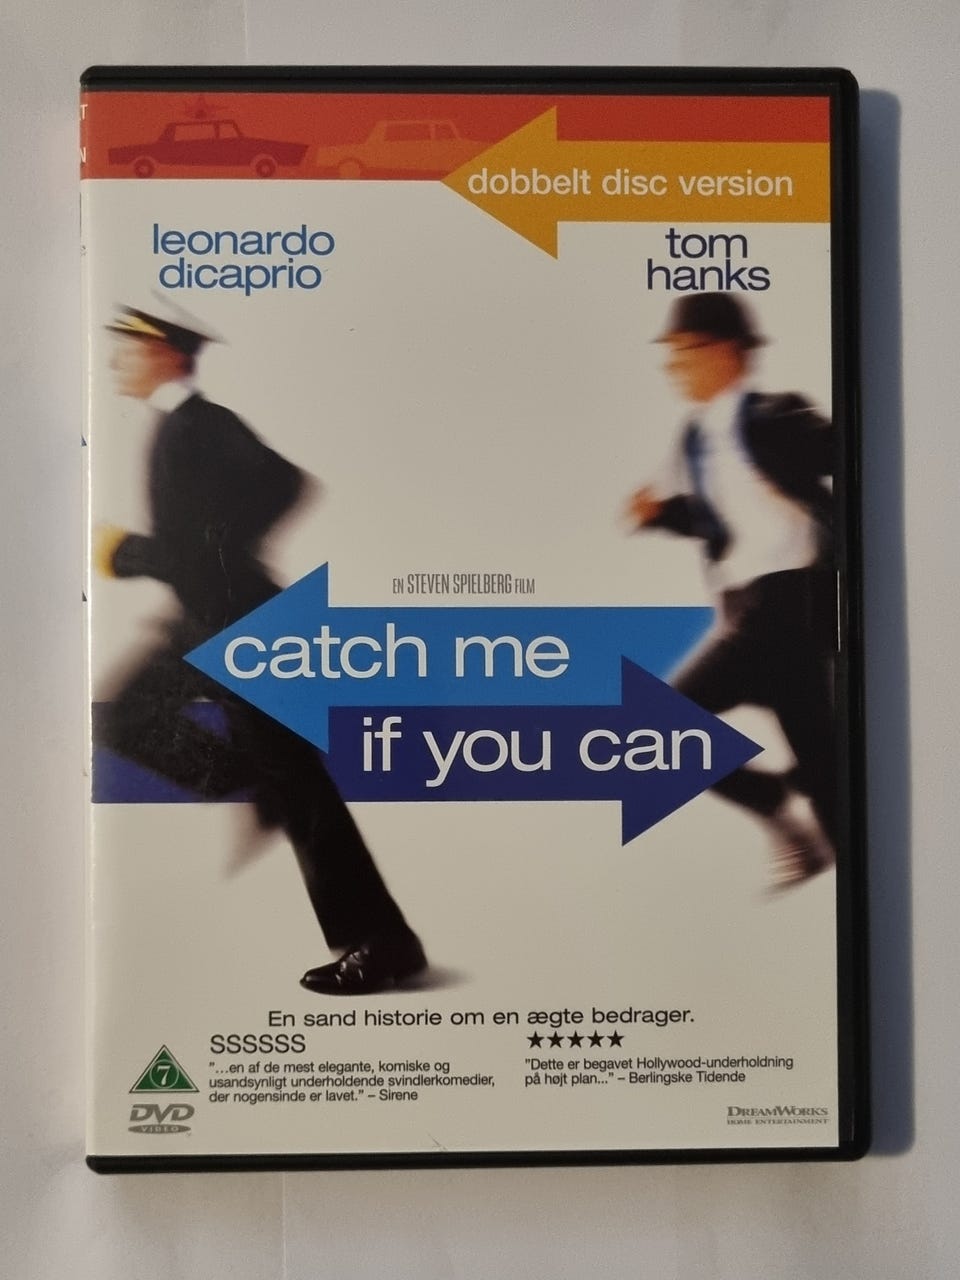 dobbelt disc version
leonardo
dicaprio
tom
hanks
EN STEVEN SPIELBERG FILM
catch me
if you can
En sand historie om en ægte bedrager.
SSSSSS
"...en af de mest elegante, komiske og
usandsynligt underholdende svindlerkomedier,
der nogensinde er lavet." – Sirene
★★★★★
"Dette er begavet Hollywood-underholdning
på højt plan..." – Berlingske Tidende
7
DVD
VIDEO
DREAMWORKS
HOME ENTERTAINMENT